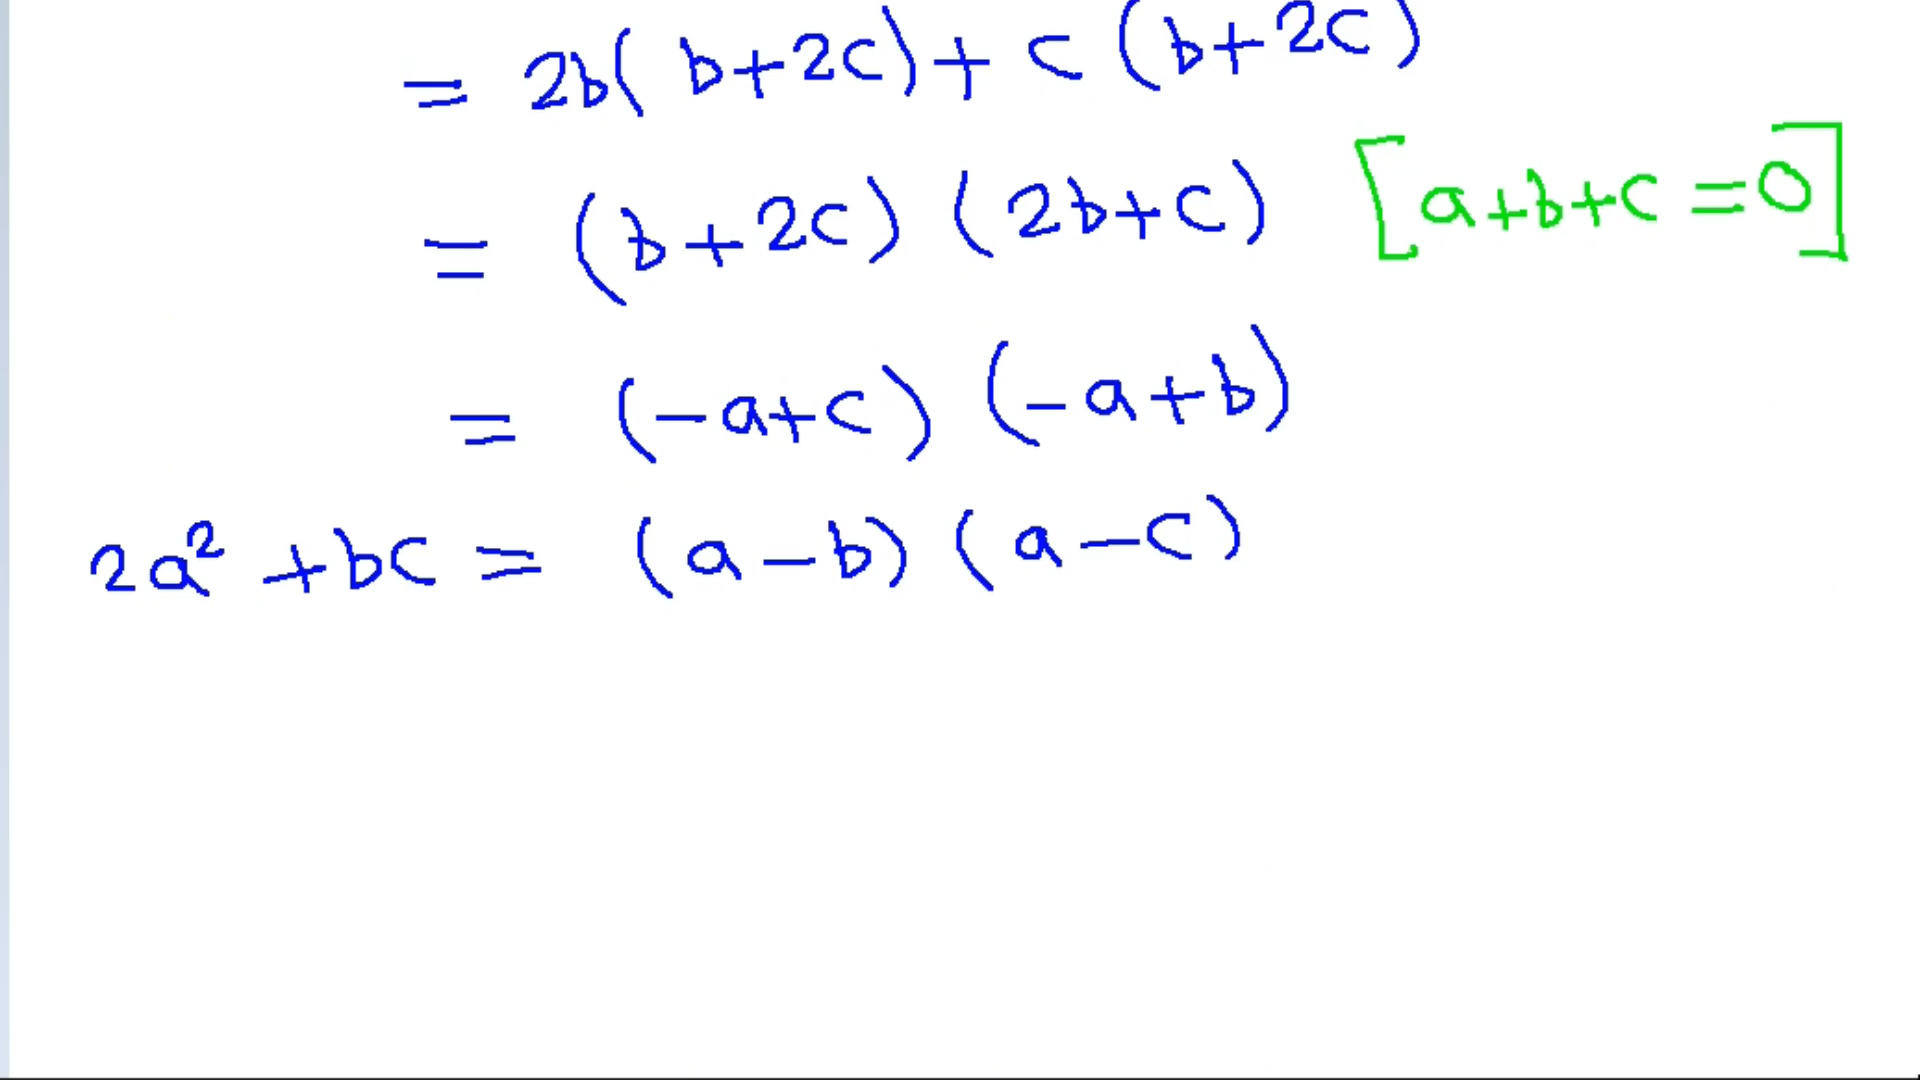 = 2b(b+2c)+c(b+2c)
= (b+2c)(2b+c) [a+b+c=0]
= (-a+c)(-a+b)
2a²+bc = (a-b)(a-c)